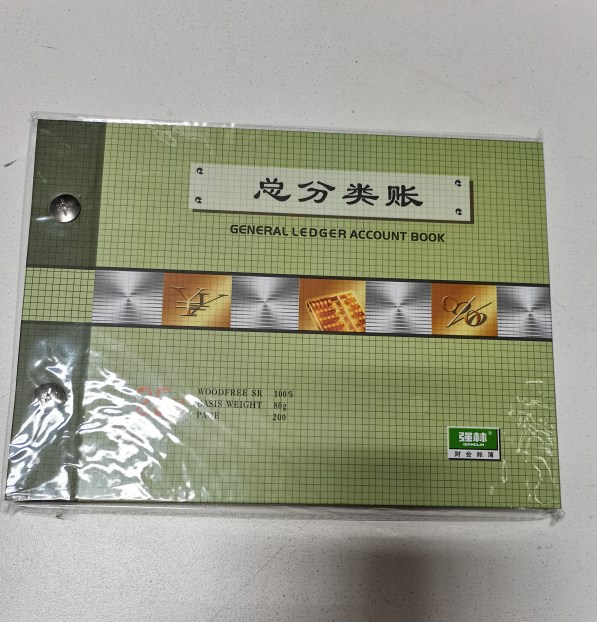 总分类账
GENERAL LEDGER ACCOUNT BOOK
WOODFREE SR 100%
BASIS WEIGHT 80g
PAGE 200
强林®
QIANGLIN
财会账簿